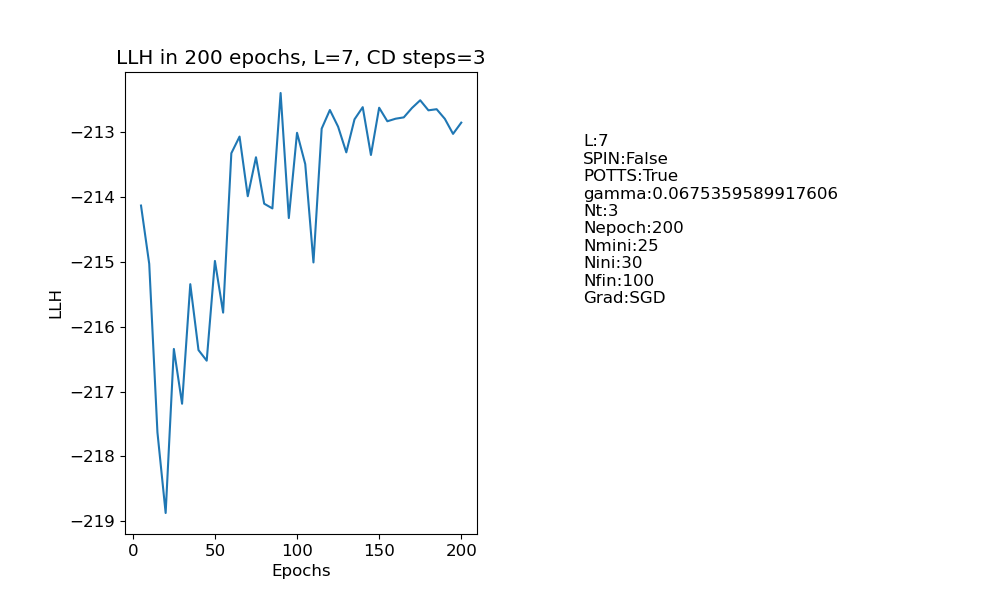 LLH in 200 epochs, L=7, CD steps=3
LLH
−213
−214
−215
−216
−217
−218
−219
0 50 100 150 200
Epochs
L:7
SPIN:False
POTTS:True
gamma:0.0675359589917606
Nt:3
Nepoch:200
Nmini:25
Nini:30
Nfin:100
Grad:SGD